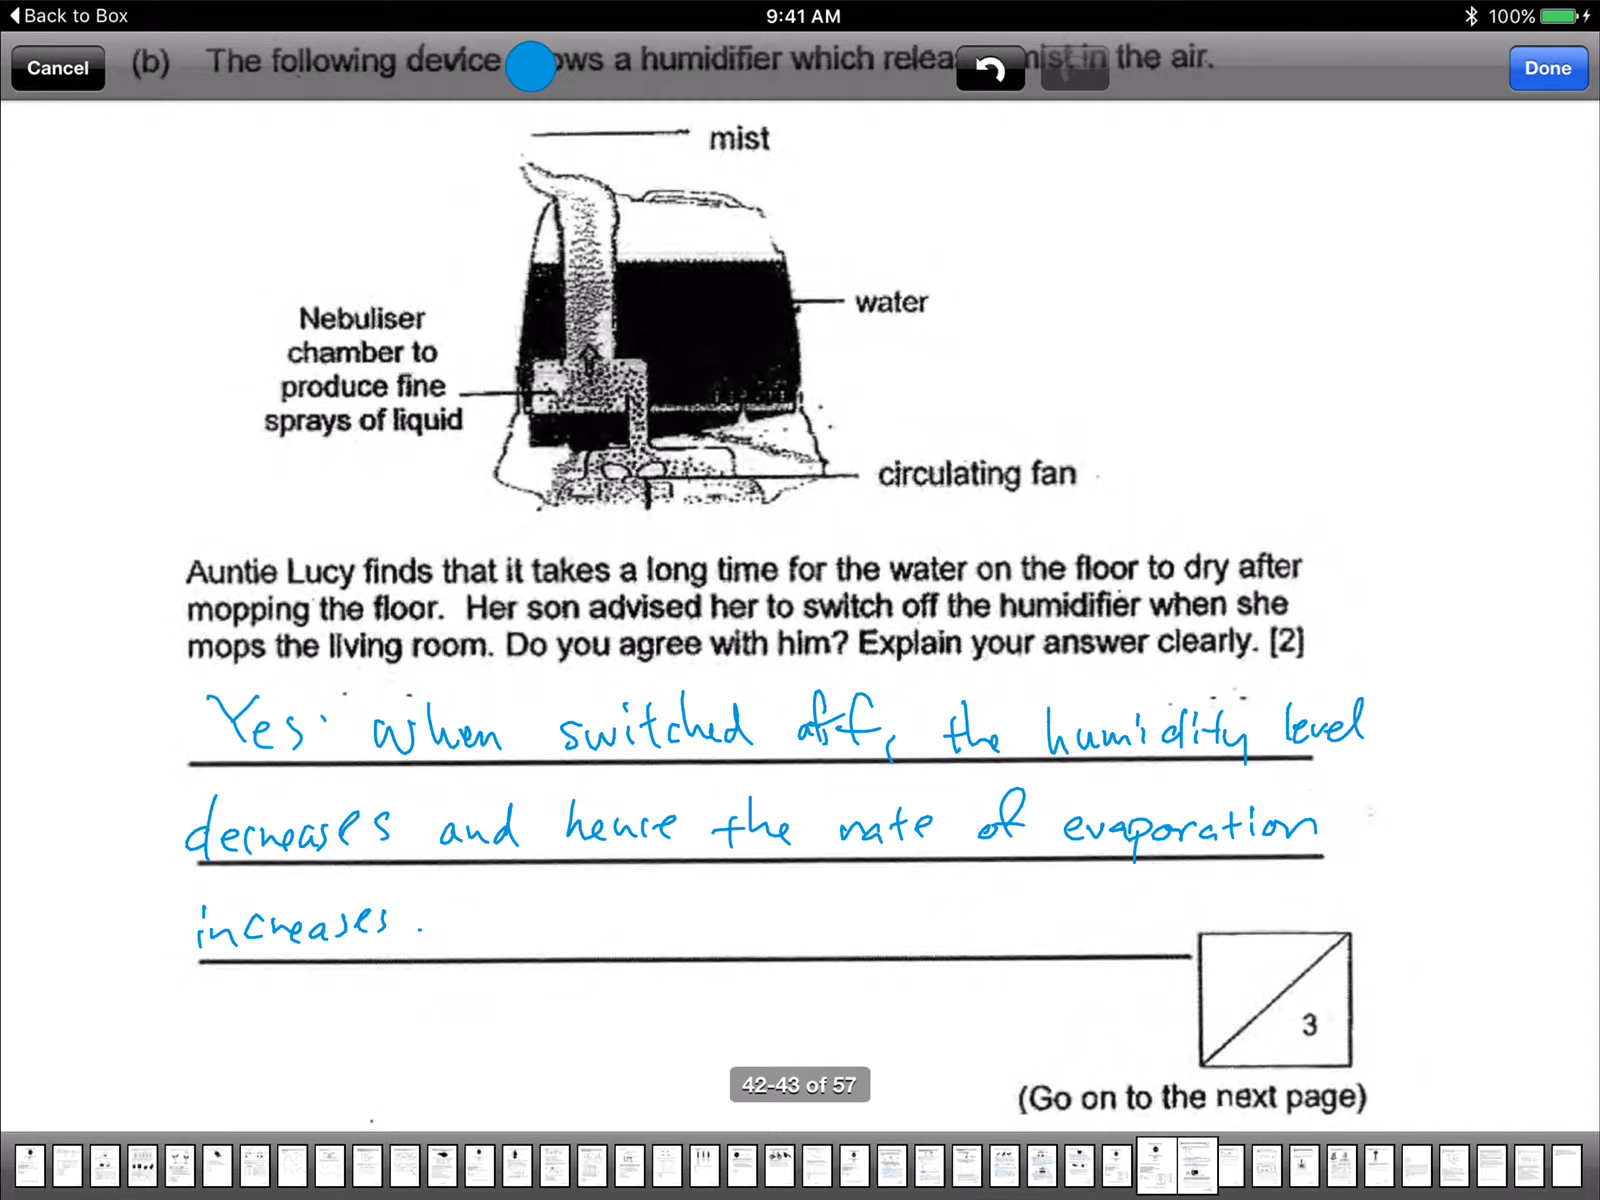 Back to Box
9:41 AM
100%
Cancel
Done
(b) The following device ows a humidifier which relea mist in the air.
mist
water
Nebuliser
chamber to
produce fine
sprays of liquid
circulating fan
Auntie Lucy finds that it takes a long time for the water on the floor to dry after
mopping the floor. Her son advised her to switch off the humidifier when she
mops the living room. Do you agree with him? Explain your answer clearly. [2]
Yes. When switched off, the humidity level
decreases and hence the rate of evaporation
increases.
3
42-43 of 57
(Go on to the next page)